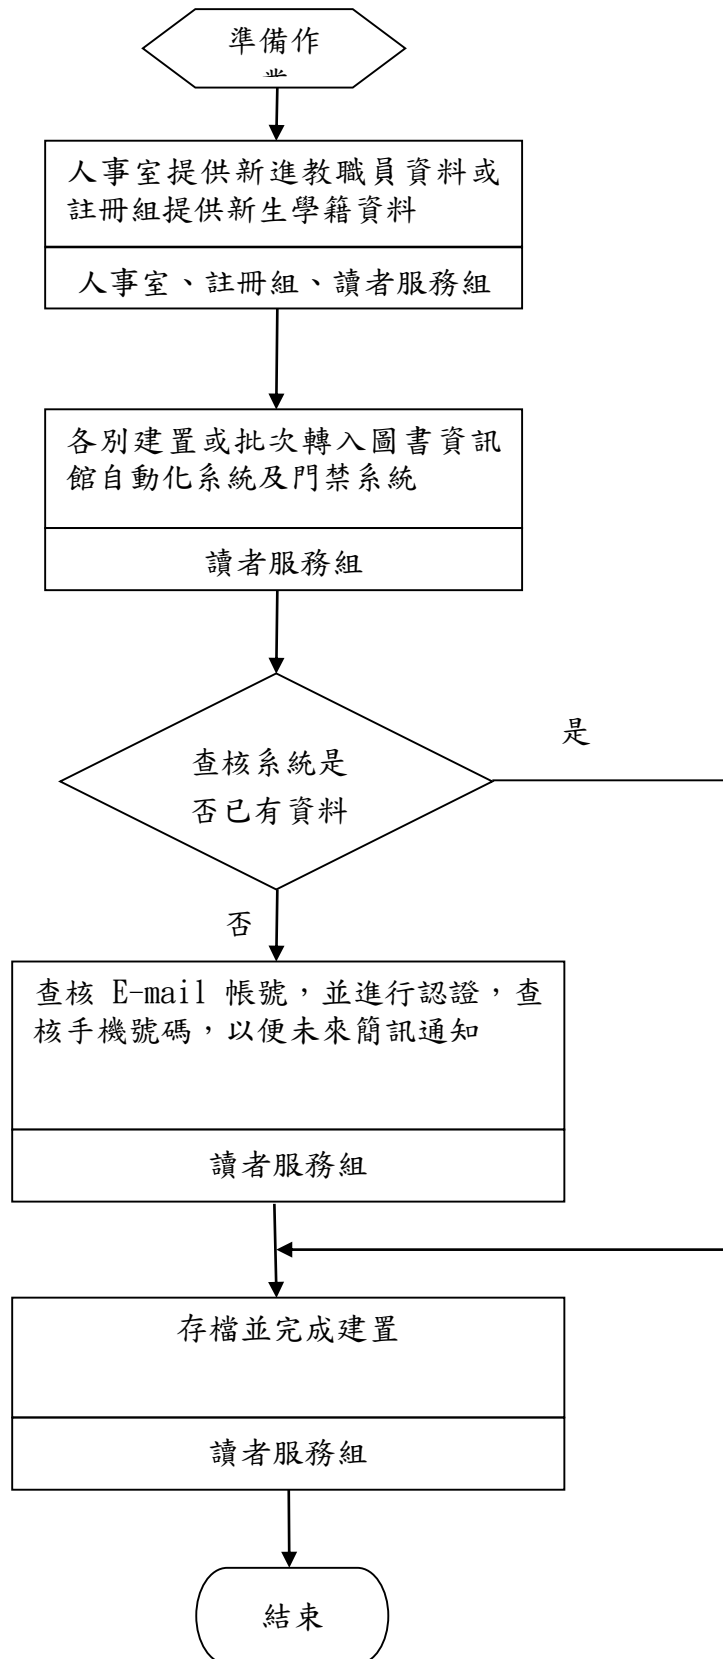 準備作
業
人事室提供新進教職員資料或
註冊組提供新生學籍資料
人事室、註冊組、讀者服務組
各別建置或批次轉入圖書資訊
館自動化系統及門禁系統
讀者服務組
查核系統是
否已有資料
是
否
查核 E-mail 帳號，並進行認證，查
核手機號碼，以便未來簡訊通知
讀者服務組
存檔並完成建置
讀者服務組
結束